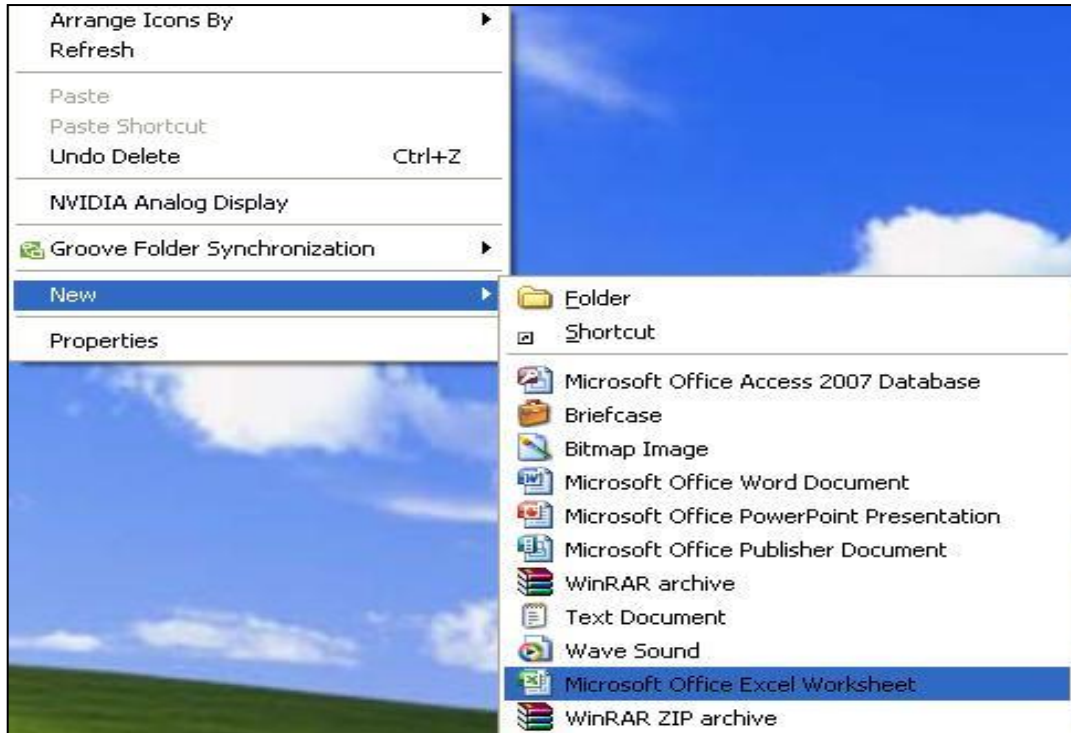 Arrange Icons By
Refresh
Paste
Paste Shortcut
Undo Delete Ctrl+Z
NVIDIA Analog Display
Groove Folder Synchronization
New
Properties
Folder
Shortcut
Microsoft Office Access 2007 Database
Briefcase
Bitmap Image
Microsoft Office Word Document
Microsoft Office PowerPoint Presentation
Microsoft Office Publisher Document
WinRAR archive
Text Document
Wave Sound
Microsoft Office Excel Worksheet
WinRAR ZIP archive